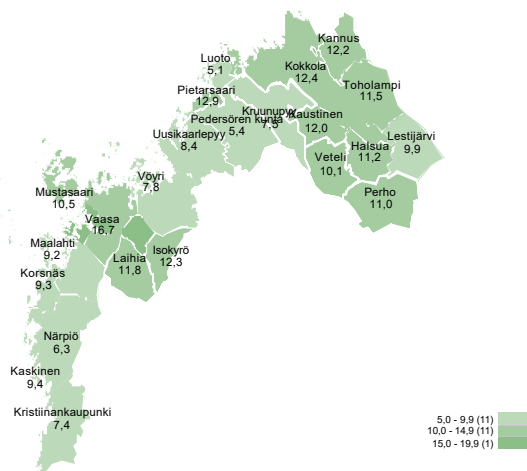 Kannus
12,2
Luoto
5,1
Kokkola
12,4
Pietarsaari
12,9
Toholampi
11,5
Kruunupyy
7,5
Kaustinen
12,0
Pedersören kunta
5,4
Uusikaarlepyy
8,4
Lestijärvi
9,9
Halsua
11,2
Veteli
10,1
Vöyri
7,8
Perho
11,0
Mustasaari
10,5
Vaasa
16,7
Maalahti
9,2
Isokyrö
12,3
Laihia
11,8
Korsnäs
9,3
Närpiö
6,3
Kaskinen
9,4
Kristiinankaupunki
7,4
5,0 - 9,9 (11)
10,0 - 14,9 (11)
15,0 - 19,9 (1)